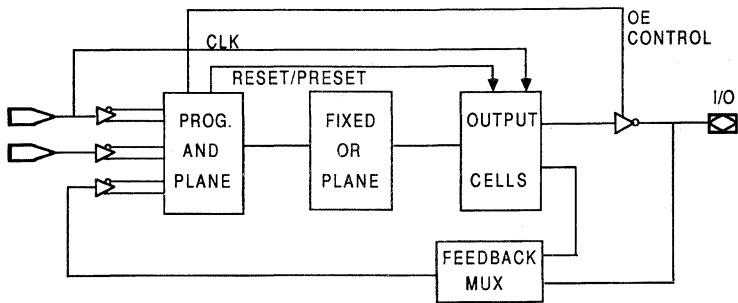 OE
CONTROL
CLK
RESET/PRESET
I/O
PROG.
AND
PLANE
FIXED
OR
PLANE
OUTPUT
CELLS
FEEDBACK
MUX